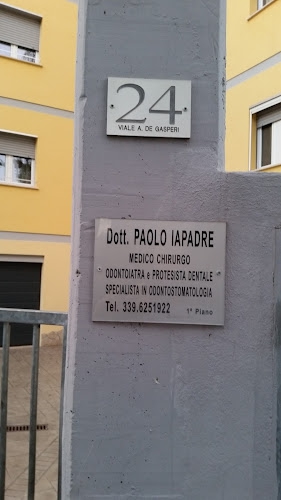 24
VIALE A. DE GASPERI
Dott. PAOLO IAPADRE
MEDICO CHIRURGO
ODONTOIATRA e PROTESISTA DENTALE
SPECIALISTA IN ODONTOSTOMATOLOGIA
Tel. 339.6251922
1° Piano